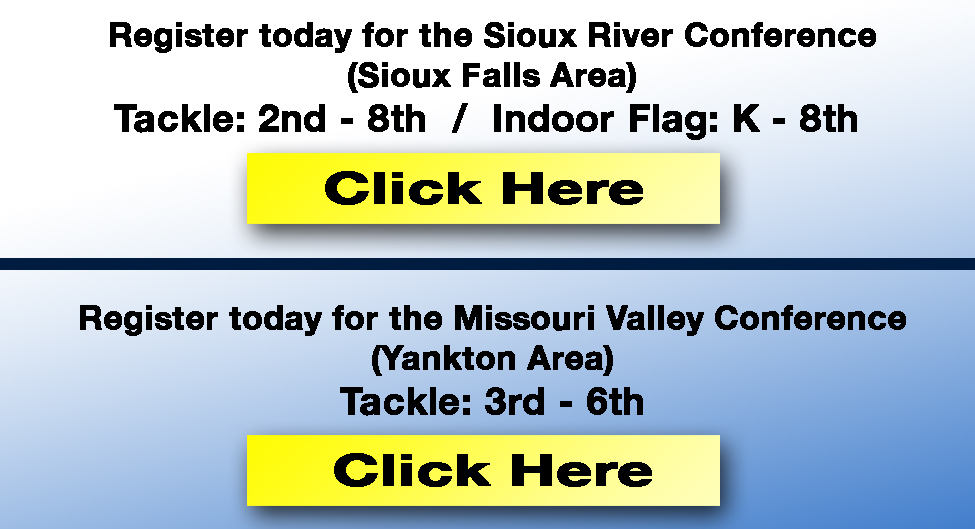 Register today for the Sioux River Conference
(Sioux Falls Area)
Tackle: 2nd - 8th / Indoor Flag: K - 8th
Click Here
Register today for the Missouri Valley Conference
(Yankton Area)
Tackle: 3rd - 6th
Click Here